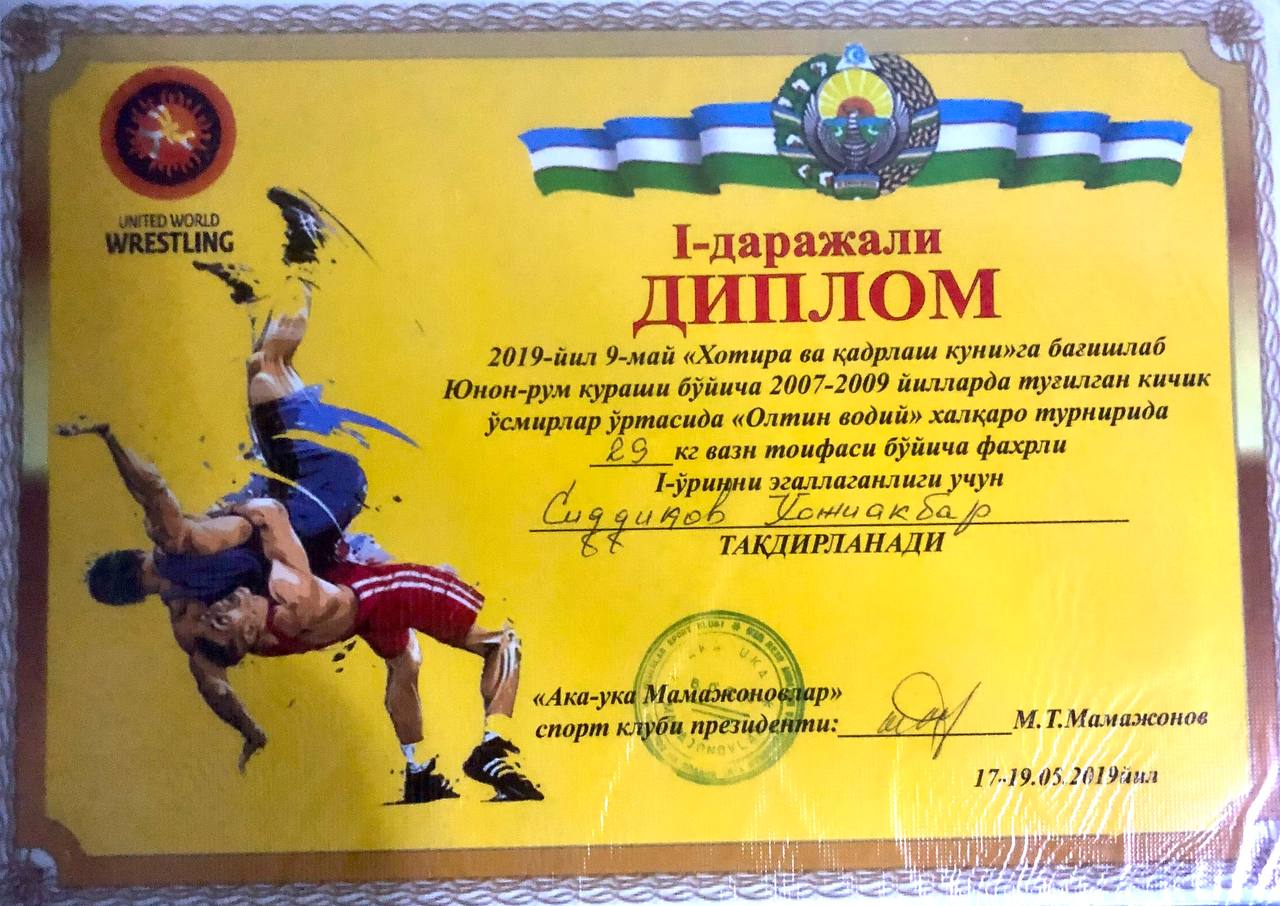 UNITED WORLD
WRESTLING
I-даражали
ДИПЛОМ
2019-йил 9-май «Хотира ва қадрлаш куни»га бағишлаб
Юнон-рум кураши бўйича 2007-2009 йилларда туғилган кичик
ўсмирлар ўртасида «Олтин водий» халқаро турнирида
29 кг вазн тоифаси бўйича фахрли
I-ўринни эгаллаганлиги учун
Сиддиқов Хожиакбар
ТАҚДИРЛАНАДИ
«Ака-ука Мамажоновлар»
спорт клуби президенти: М.Т.Мамажонов
17-19.05.2019йил